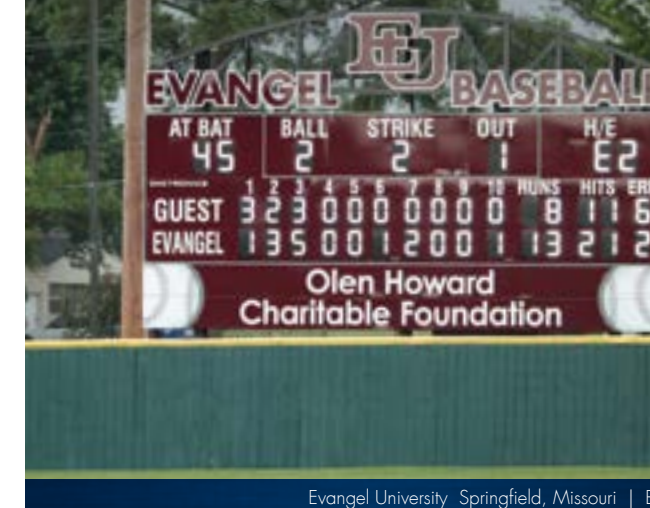 EU
EVANGEL BASEBALL
AT BAT BALL STRIKE OUT H/E
45 2 2 1 E2
1 2 3 4 5 6 7 8 9 10 RUNS HITS
GUEST 3 2 3 0 0 0 0 0 0 0 8 11 6
EVANGEL 1 3 5 0 0 1 2 0 0 1 13 21 2
Olen Howard
Charitable Foundation
Evangel University Springfield, Missouri |